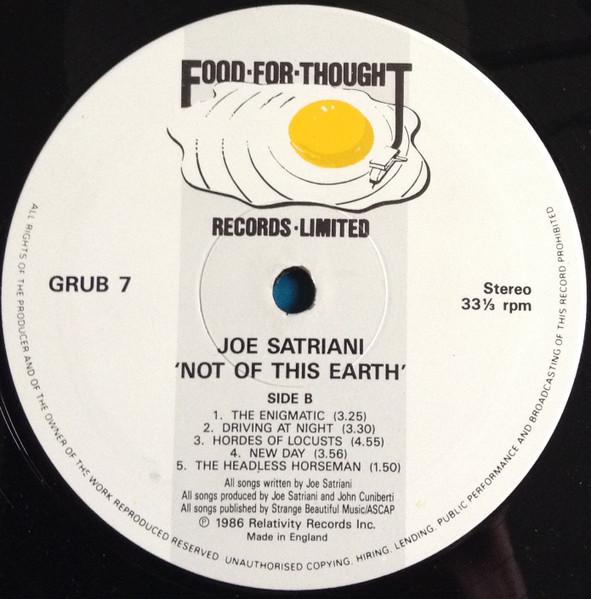 FOOD·FOR·THOUGHT
RECORDS·LIMITED
GRUB 7
Stereo
33⅓ rpm
JOE SATRIANI
'NOT OF THIS EARTH'
SIDE B
1. THE ENIGMATIC (3.25)
2. DRIVING AT NIGHT (3.30)
3. HORDES OF LOCUSTS (4.55)
4. NEW DAY (3.56)
5. THE HEADLESS HORSEMAN (1.50)
All songs written by Joe Satriani
All songs produced by Joe Satriani and John Cuniberti
All songs published by Strange Beautiful Music/ASCAP
℗ 1986 Relativity Records Inc.
Made in England
ALL RIGHTS OF THE PRODUCER AND OF THE OWNER OF THE WORK REPRODUCED RESERVED. UNAUTHORISED COPYING, HIRING, LENDING, PUBLIC PERFORMANCE AND BROADCASTING OF THIS RECORD PROHIBITED